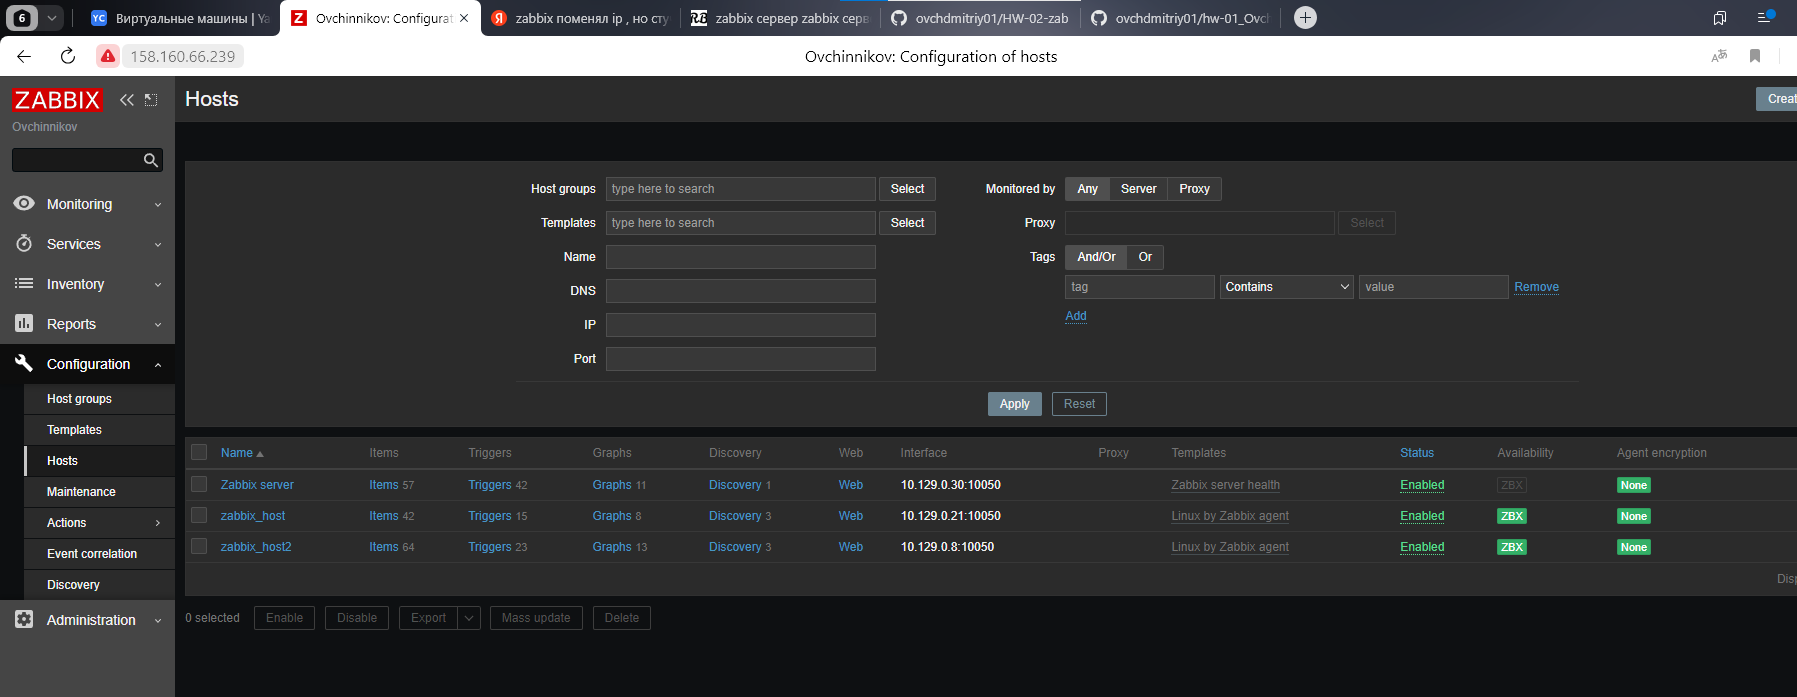 6
YC Виртуальные машины | Ya
Z Ovchinnikov: Configurat
Я zabbix поменял ip , но сту
RB zabbix сервер zabbix серв
ovchdmitriy01/HW-02-zab
ovchdmitriy01/hw-01_Ovcl
158.160.66.239
Ovchinnikov: Configuration of hosts
ZABBIX
Ovchinnikov
Monitoring
Services
Inventory
Reports
Configuration
Host groups
Templates
Hosts
Maintenance
Actions
Event correlation
Discovery
Administration
Hosts
Creat
Host groups type here to search Select
Templates type here to search Select
Name
DNS
IP
Port
Monitored by Any Server Proxy
Proxy Select
Tags And/Or Or
tag Contains value Remove
Add
Apply Reset
Name Items Triggers Graphs Discovery Web Interface Proxy Templates Status Availability Agent encryption
Zabbix server Items 57 Triggers 42 Graphs 11 Discovery 1 Web 10.129.0.30:10050 Zabbix server health Enabled ZBX None
zabbix_host Items 42 Triggers 15 Graphs 8 Discovery 3 Web 10.129.0.21:10050 Linux by Zabbix agent Enabled ZBX None
zabbix_host2 Items 64 Triggers 23 Graphs 13 Discovery 3 Web 10.129.0.8:10050 Linux by Zabbix agent Enabled ZBX None
Disp
0 selected Enable Disable Export Mass update Delete